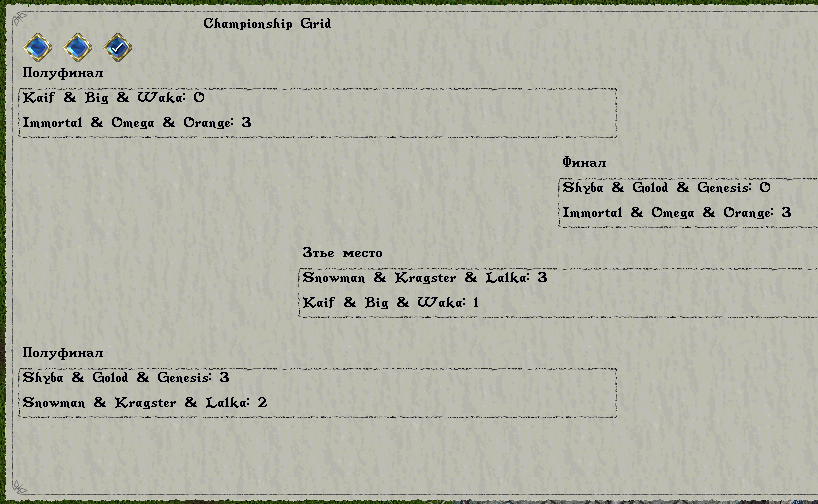 Championship Grid
Полуфинал
Kaif & Big & Waka: 0
Immortal & Omega & Orange: 3
Финал
Shyba & Golod & Genesis: 0
Immortal & Omega & Orange: 3
3тье место
Snowman & Kragster & Lalka: 3
Kaif & Big & Waka: 1
Полуфинал
Shyba & Golod & Genesis: 3
Snowman & Kragster & Lalka: 2